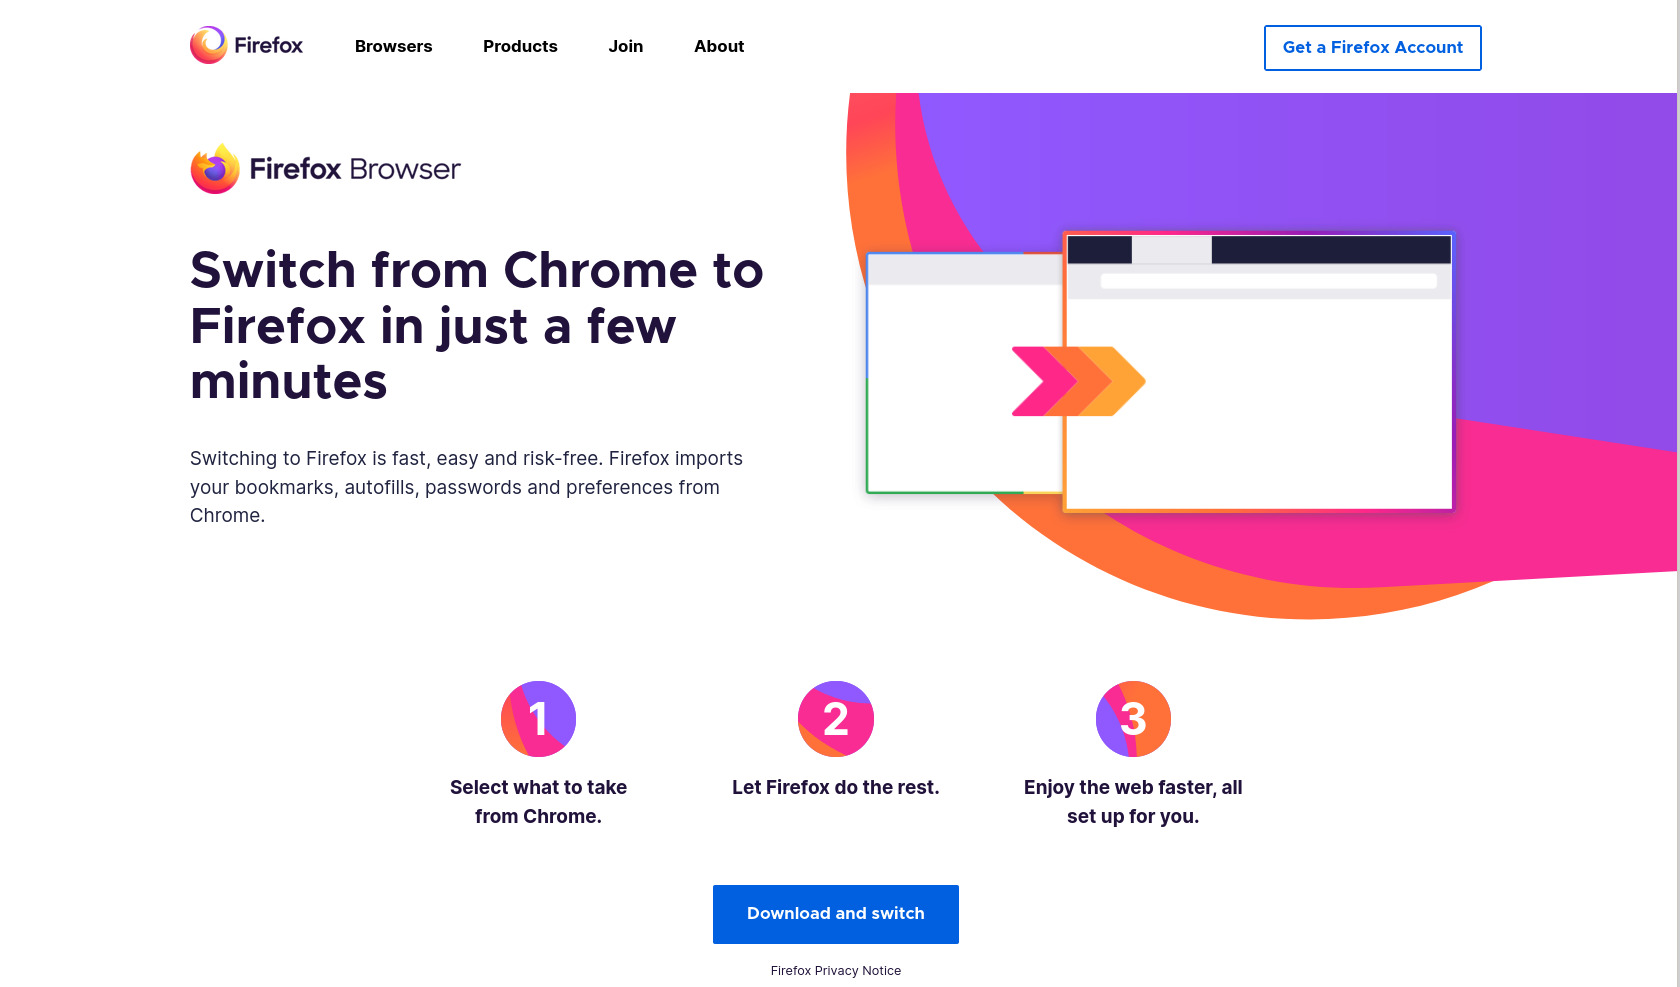 Firefox
Browsers
Products
Join
About
Get a Firefox Account
Firefox Browser
Switch from Chrome to
Firefox in just a few
minutes
Switching to Firefox is fast, easy and risk-free. Firefox imports
your bookmarks, autofills, passwords and preferences from
Chrome.
1
Select what to take
from Chrome.
2
Let Firefox do the rest.
3
Enjoy the web faster, all
set up for you.
Download and switch
Firefox Privacy Notice